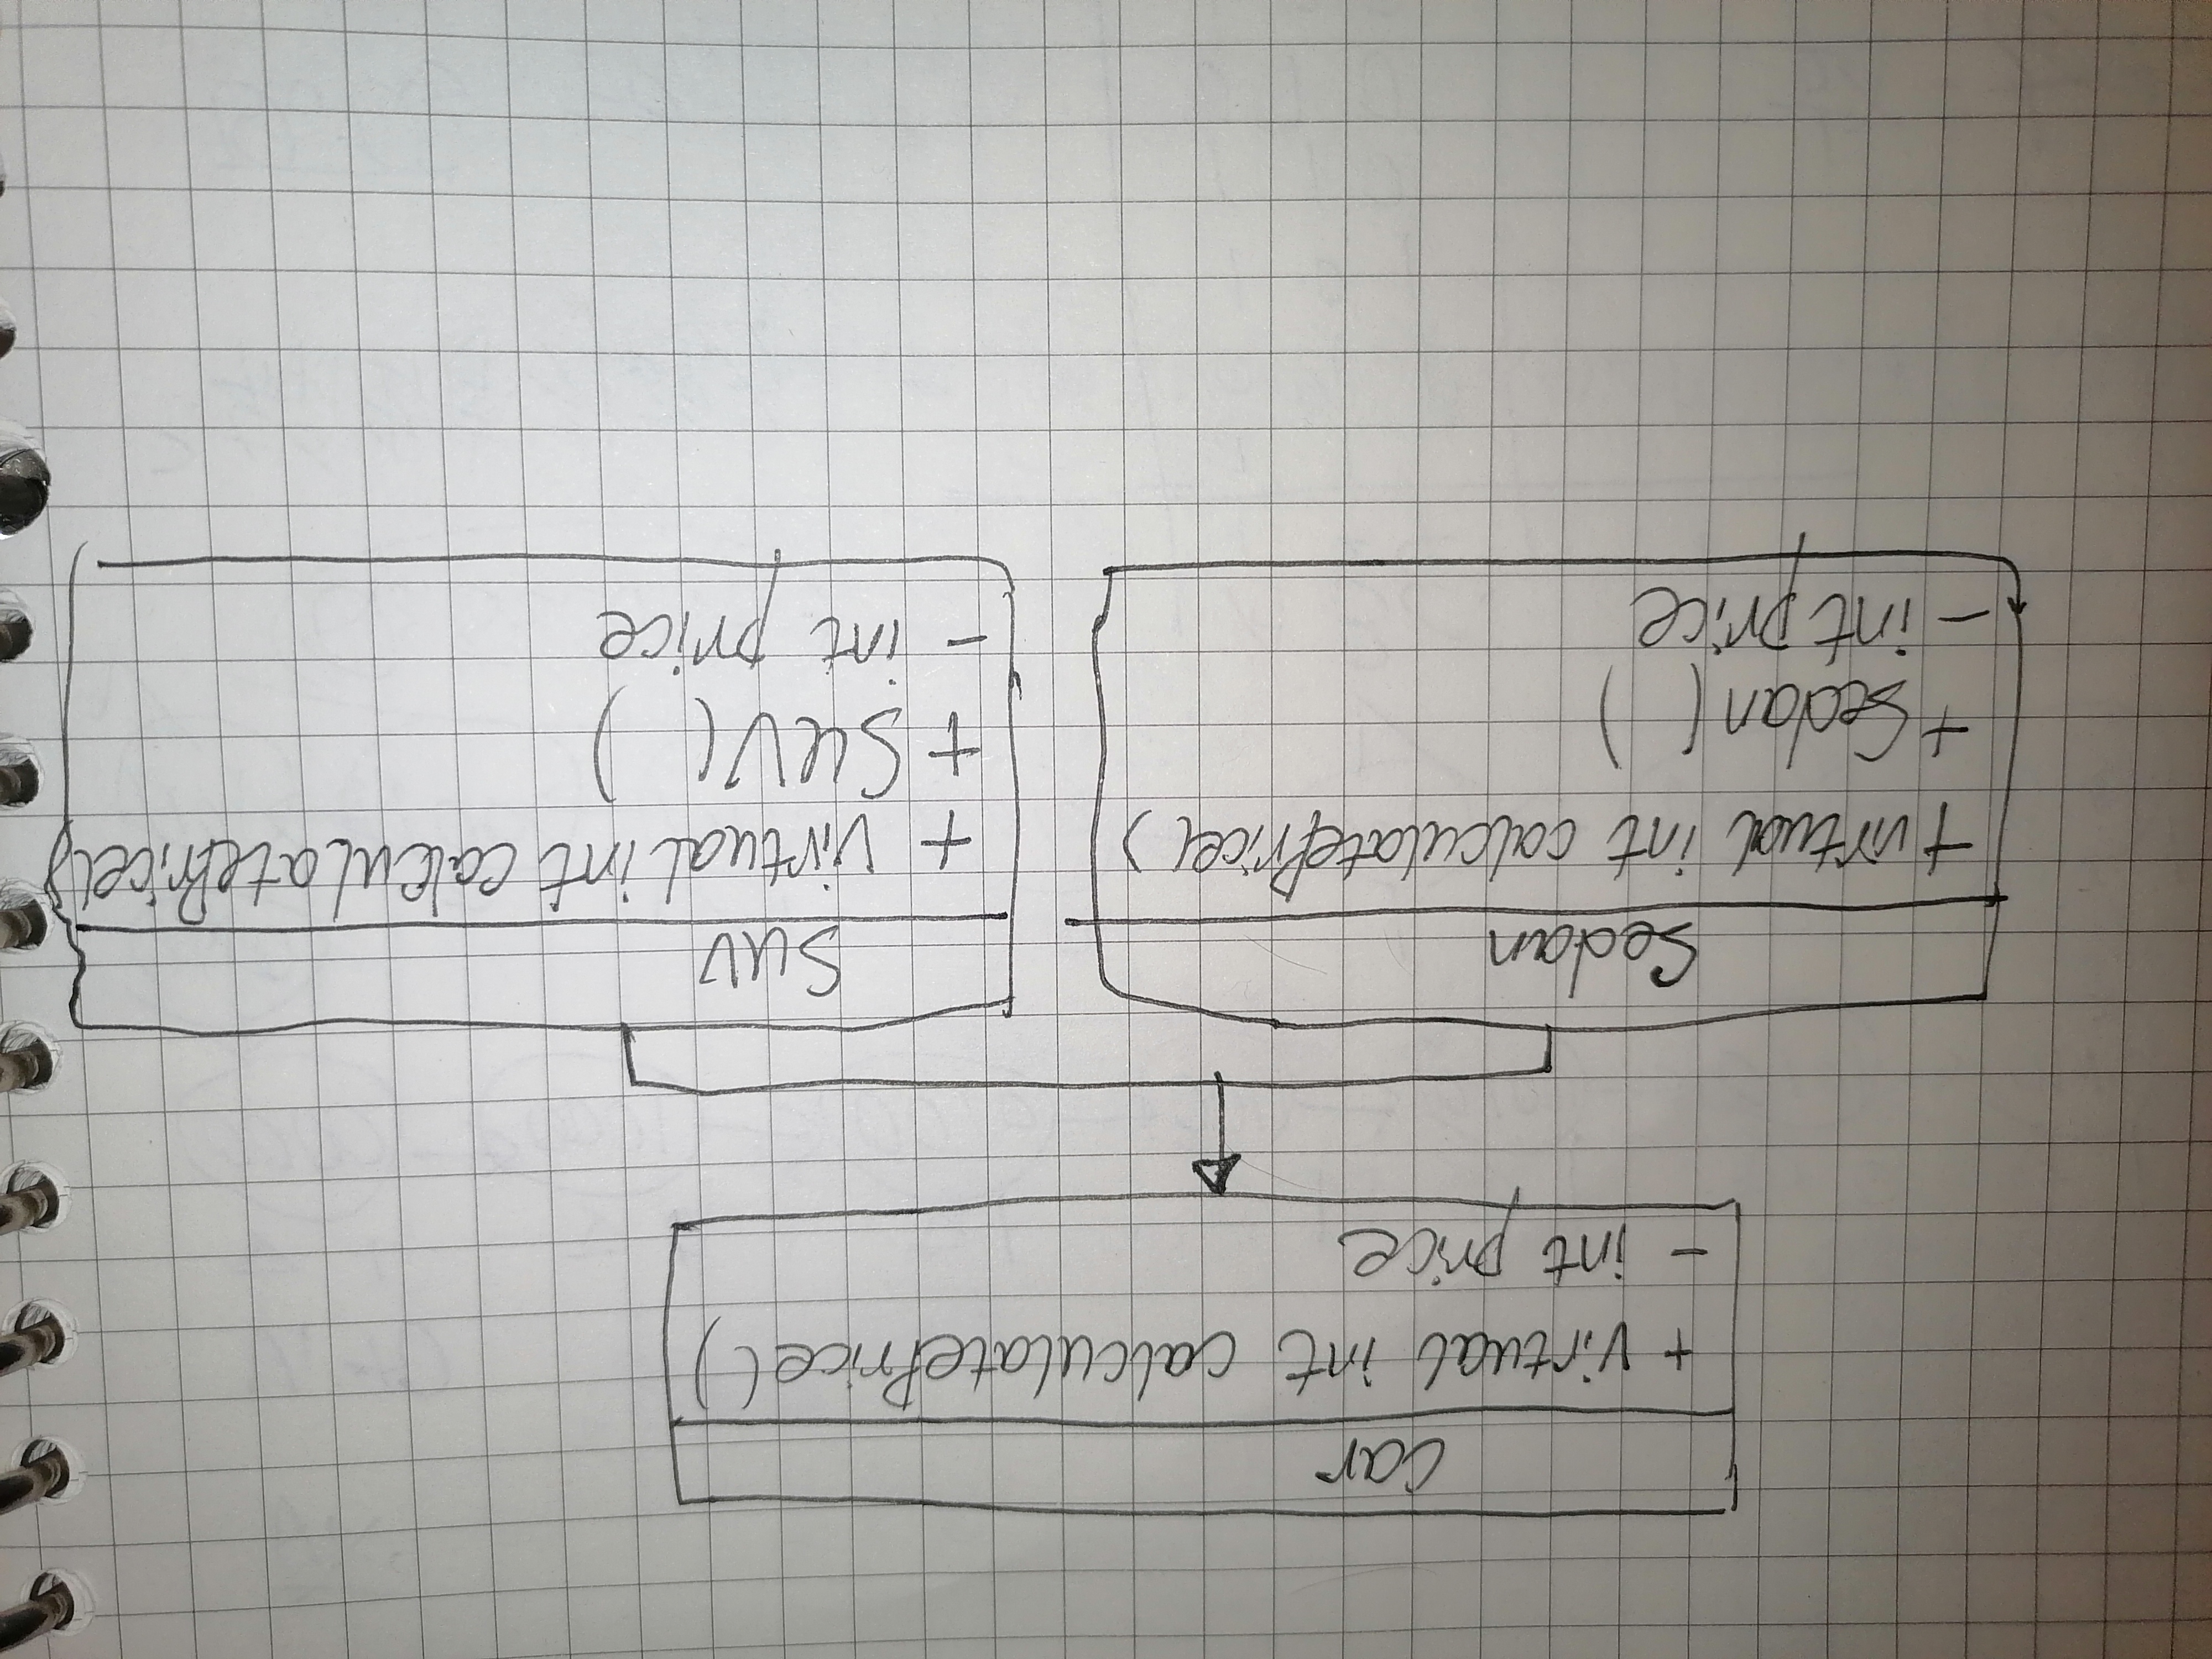 Car
+ virtual int calculatePrice()
- int price
Sedan
+ virtual int calculatePrice()
+ Sedan( )
- int price
SUV
+ virtual int calculatePrice()
+ SUV( )
- int price